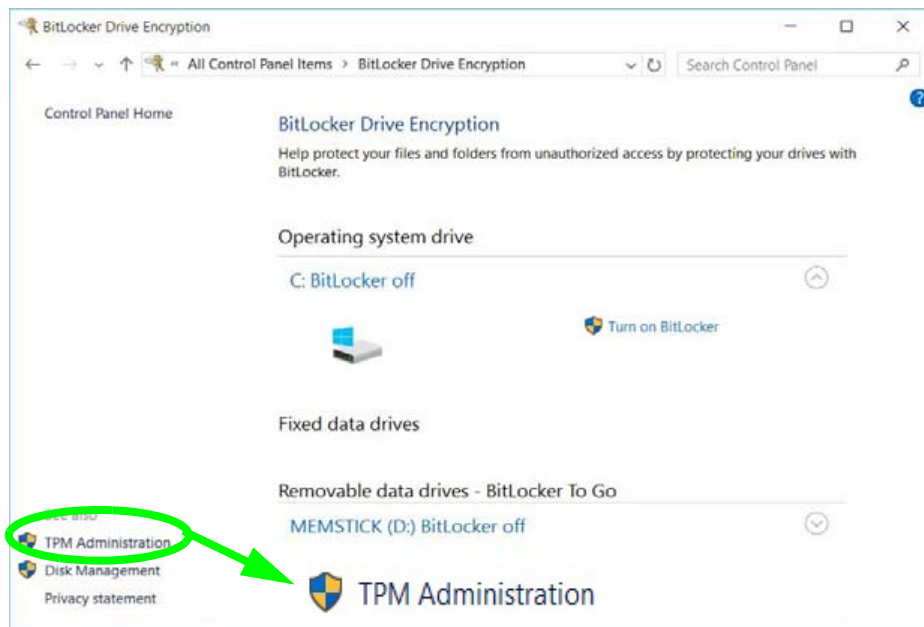 BitLocker Drive Encryption
« All Control Panel Items > BitLocker Drive Encryption
Search Control Panel
Control Panel Home
?
BitLocker Drive Encryption
Help protect your files and folders from unauthorized access by protecting your drives with
BitLocker.
Operating system drive
C: BitLocker off
Turn on BitLocker
Fixed data drives
Removable data drives - BitLocker To Go
MEMSTICK (D:) BitLocker off
See also
TPM Administration
Disk Management
Privacy statement
TPM Administration